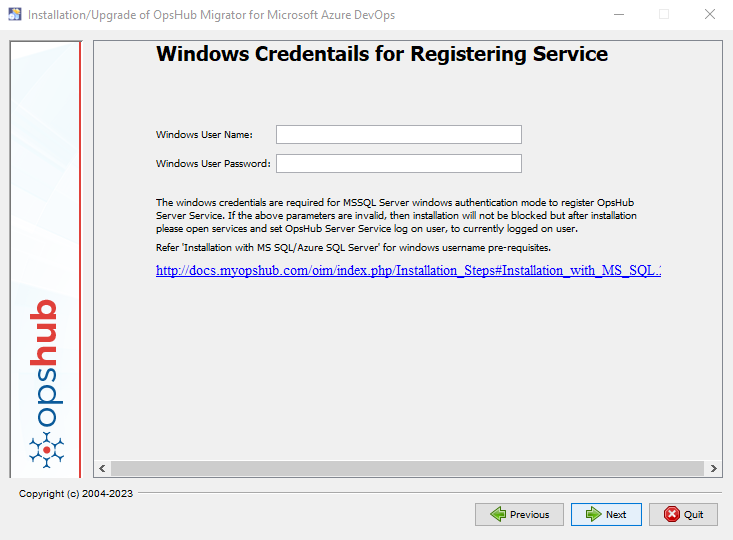 Installation/Upgrade of OpsHub Migrator for Microsoft Azure DevOps
Windows Credentails for Registering Service
Windows User Name:
Windows User Password:
The windows credentials are required for MSSQL Server windows authentication mode to register OpsHub
Server Service. If the above parameters are invalid, then installation will not be blocked but after installation
please open services and set OpsHub Server Service log on user, to currently logged on user.
Refer 'Installation with MS SQL/Azure SQL Server' for windows username pre-requisites.
http://docs.myopshub.com/oim/index.php/Installation_Steps#Installation_with_MS_SQL.
opshub
Copyright (c) 2004-2023
Previous
Next
Quit